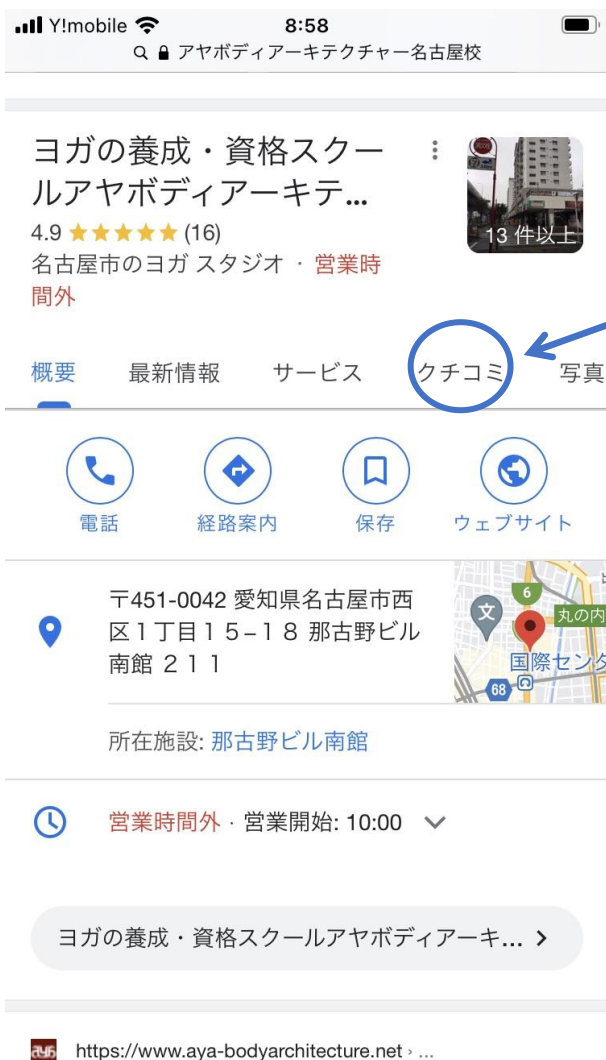 Y!mobile 8:58
アヤボディアーキテクチャー名古屋校
ヨガの養成・資格スクー
ルアヤボディアーキテ...
4.9 ★★★★★ (16)
13 件以上
名古屋市のヨガ スタジオ · 営業時
間外
概要 最新情報 サービス クチコミ 写真
電話 経路案内 保存 ウェブサイト
〒451-0042 愛知県名古屋市西
区1丁目15−18 那古野ビル
南館 211
文
6
丸の内
国際センタ
68
所在施設: 那古野ビル南館
営業時間外 · 営業開始: 10:00
ヨガの養成・資格スクールアヤボディアーキ... >
aya https://www.aya-bodyarchitecture.net › ...